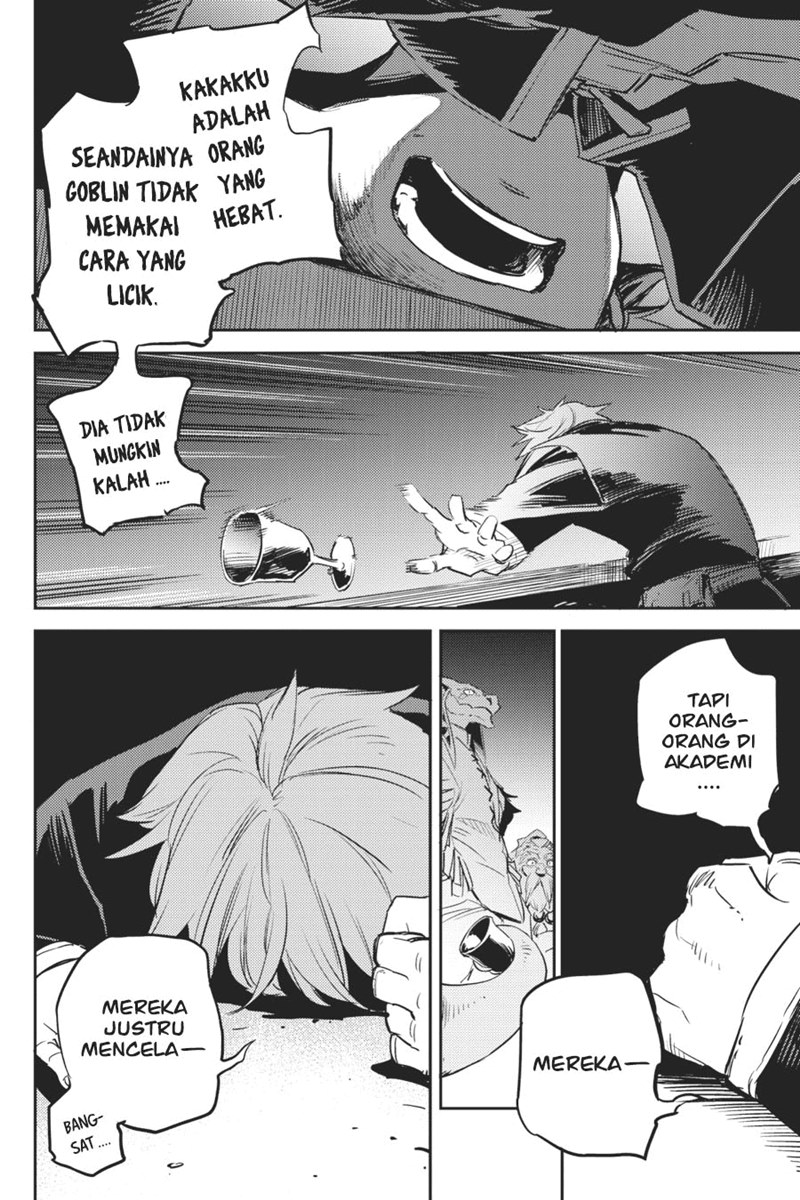 KAKAKKU
ADALAH
ORANG
YANG
HEBAT.
SEANDAINYA
GOBLIN TIDAK
MEMAKAI
CARA YANG
LICIK.
DIA TIDAK
MUNGKIN
KALAH ....
TAPI
ORANG-
ORANG DI
AKADEMI
....
MEREKA—
MEREKA
JUSTRU
MENCELA—
BANG-
SAT ....